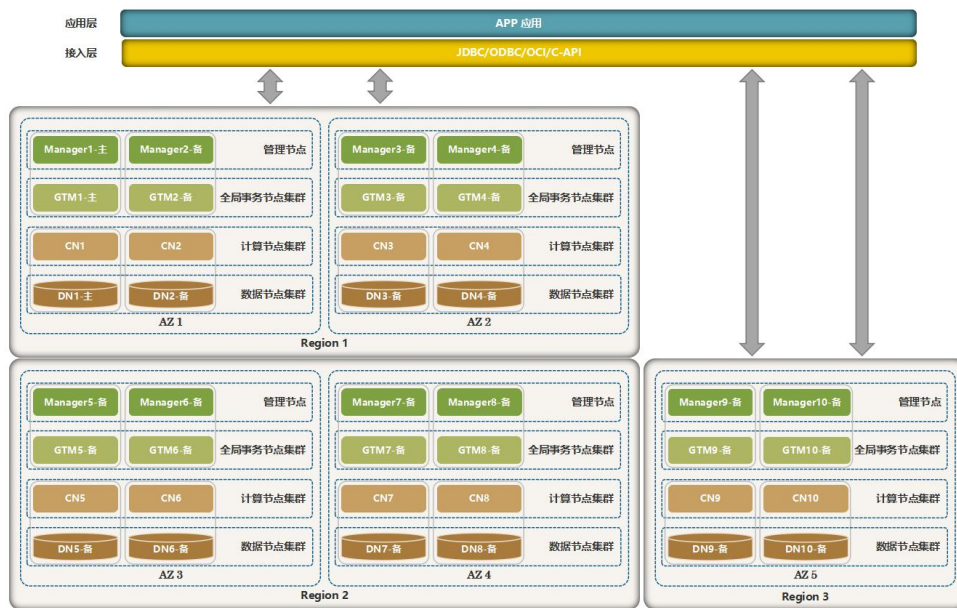 应用层
APP 应用
接入层
JDBC/ODBC/OCI/C-API
Manager1-主
Manager2-备
管理节点
GTM1-主
GTM2-备
全局事务节点集群
CN1
CN2
计算节点集群
DN1-主
DN2-备
数据节点集群
AZ 1
Manager3-备
Manager4-备
管理节点
GTM3-备
GTM4-备
全局事务节点集群
CN3
CN4
计算节点集群
DN3-备
DN4-备
数据节点集群
AZ 2
Region 1
Manager5-备
Manager6-备
管理节点
GTM5-备
GTM6-备
全局事务节点集群
CN5
CN6
计算节点集群
DN5-备
DN6-备
数据节点集群
AZ 3
Manager7-备
Manager8-备
管理节点
GTM7-备
GTM8-备
全局事务节点集群
CN7
CN8
计算节点集群
DN7-备
DN8-备
数据节点集群
AZ 4
Region 2
Manager9-备
Manager10-备
管理节点
GTM9-备
GTM10-备
全局事务节点集群
CN9
CN10
计算节点集群
DN9-备
DN10-备
数据节点集群
AZ 5
Region 3